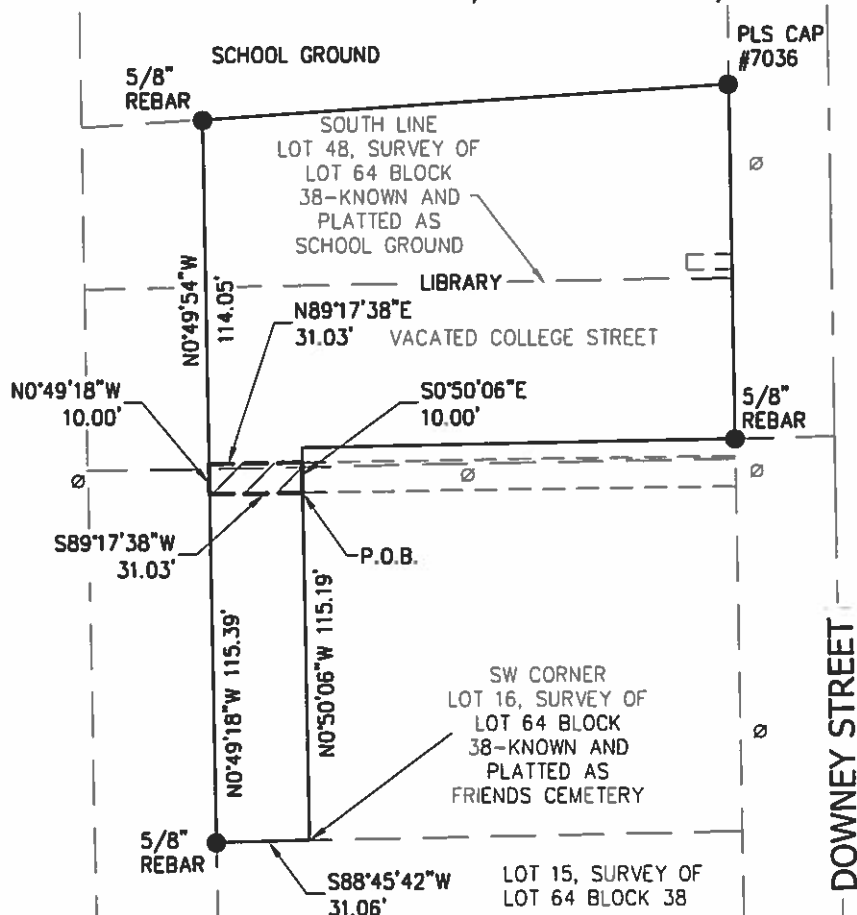 SCHOOL GROUND
PLS CAP
#7036
5/8"
REBAR
SOUTH LINE
LOT 48, SURVEY OF
LOT 64 BLOCK
38-KNOWN AND
PLATTED AS
SCHOOL GROUND
N0°49'54"W
114.05'
LIBRARY
N89°17'38"E
31.03'
VACATED COLLEGE STREET
N0°49'18"W
10.00'
S0°50'06"E
10.00'
5/8"
REBAR
S89°17'38"W
31.03'
P.O.B.
N0°49'18"W 115.39'
N0°50'06"W 115.19'
SW CORNER
LOT 16, SURVEY OF
LOT 64 BLOCK
38-KNOWN AND
PLATTED AS
FRIENDS CEMETERY
DOWNEY STREET
5/8"
REBAR
S88°45'42"W
31.06'
LOT 15, SURVEY OF
LOT 64 BLOCK 38